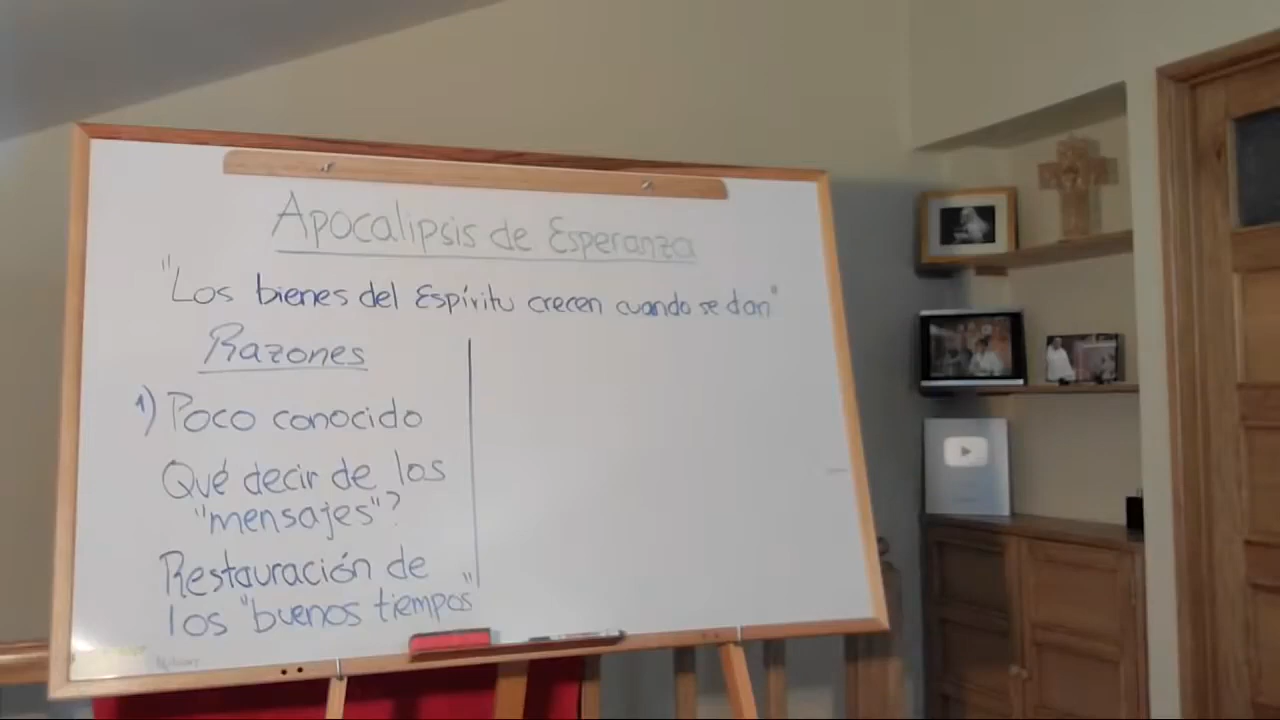 Apocalipsis de Esperanza
"Los bienes del Espíritu crecen cuando se dan"
Razones
1) Poco conocido
Qué decir de los
"mensajes"?
Restauración de
los "buenos tiempos"